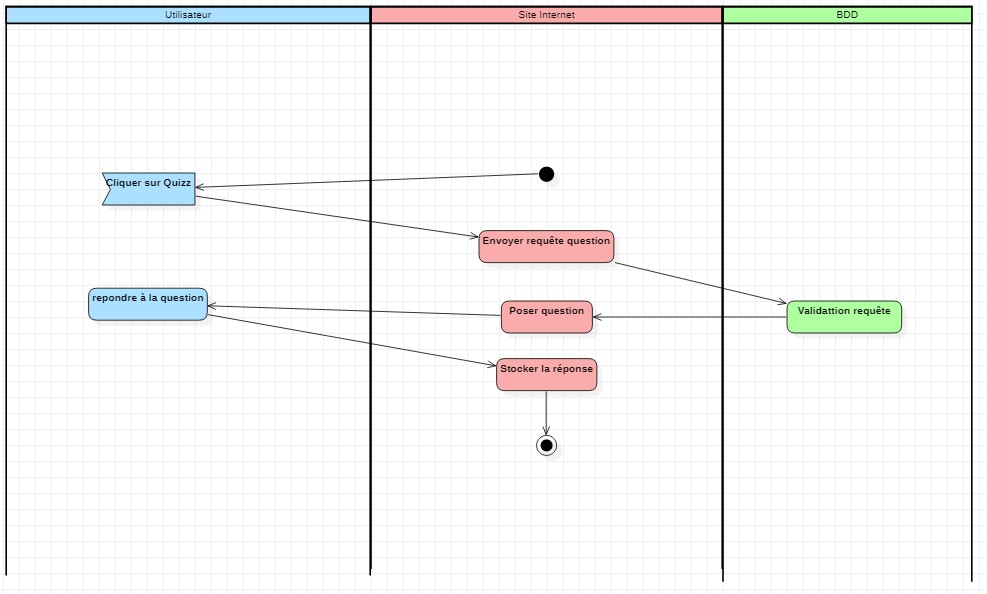 Utilisateur
Site Internet
BDD
Cliquer sur Quizz
Envoyer requête question
repondre à la question
Poser question
Validattion requête
Stocker la réponse